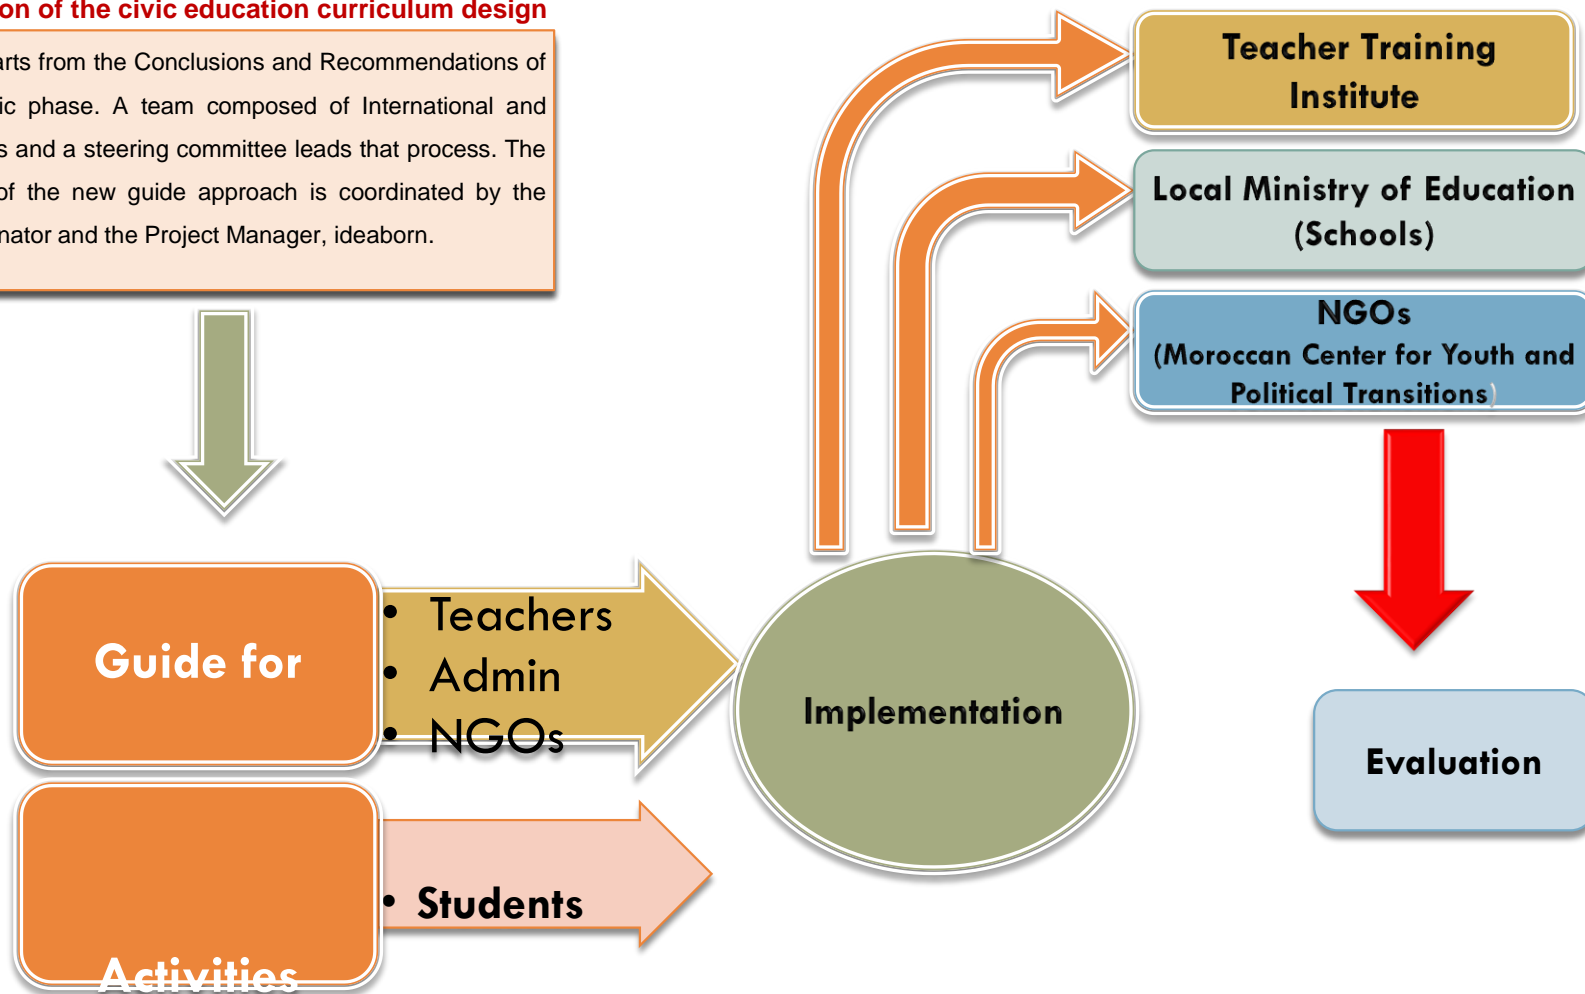 on of the civic education curriculum design
arts from the Conclusions and Recommendations of
ic phase. A team composed of International and
s and a steering committee leads that process. The
of the new guide approach is coordinated by the
nator and the Project Manager, ideaborn.
Teacher Training
Institute
Local Ministry of Education
(Schools)
NGOs
(Moroccan Center for Youth and
Political Transitions)
Guide for
• Teachers
• Admin
• NGOs
Implementation
Evaluation
• Students
Activities